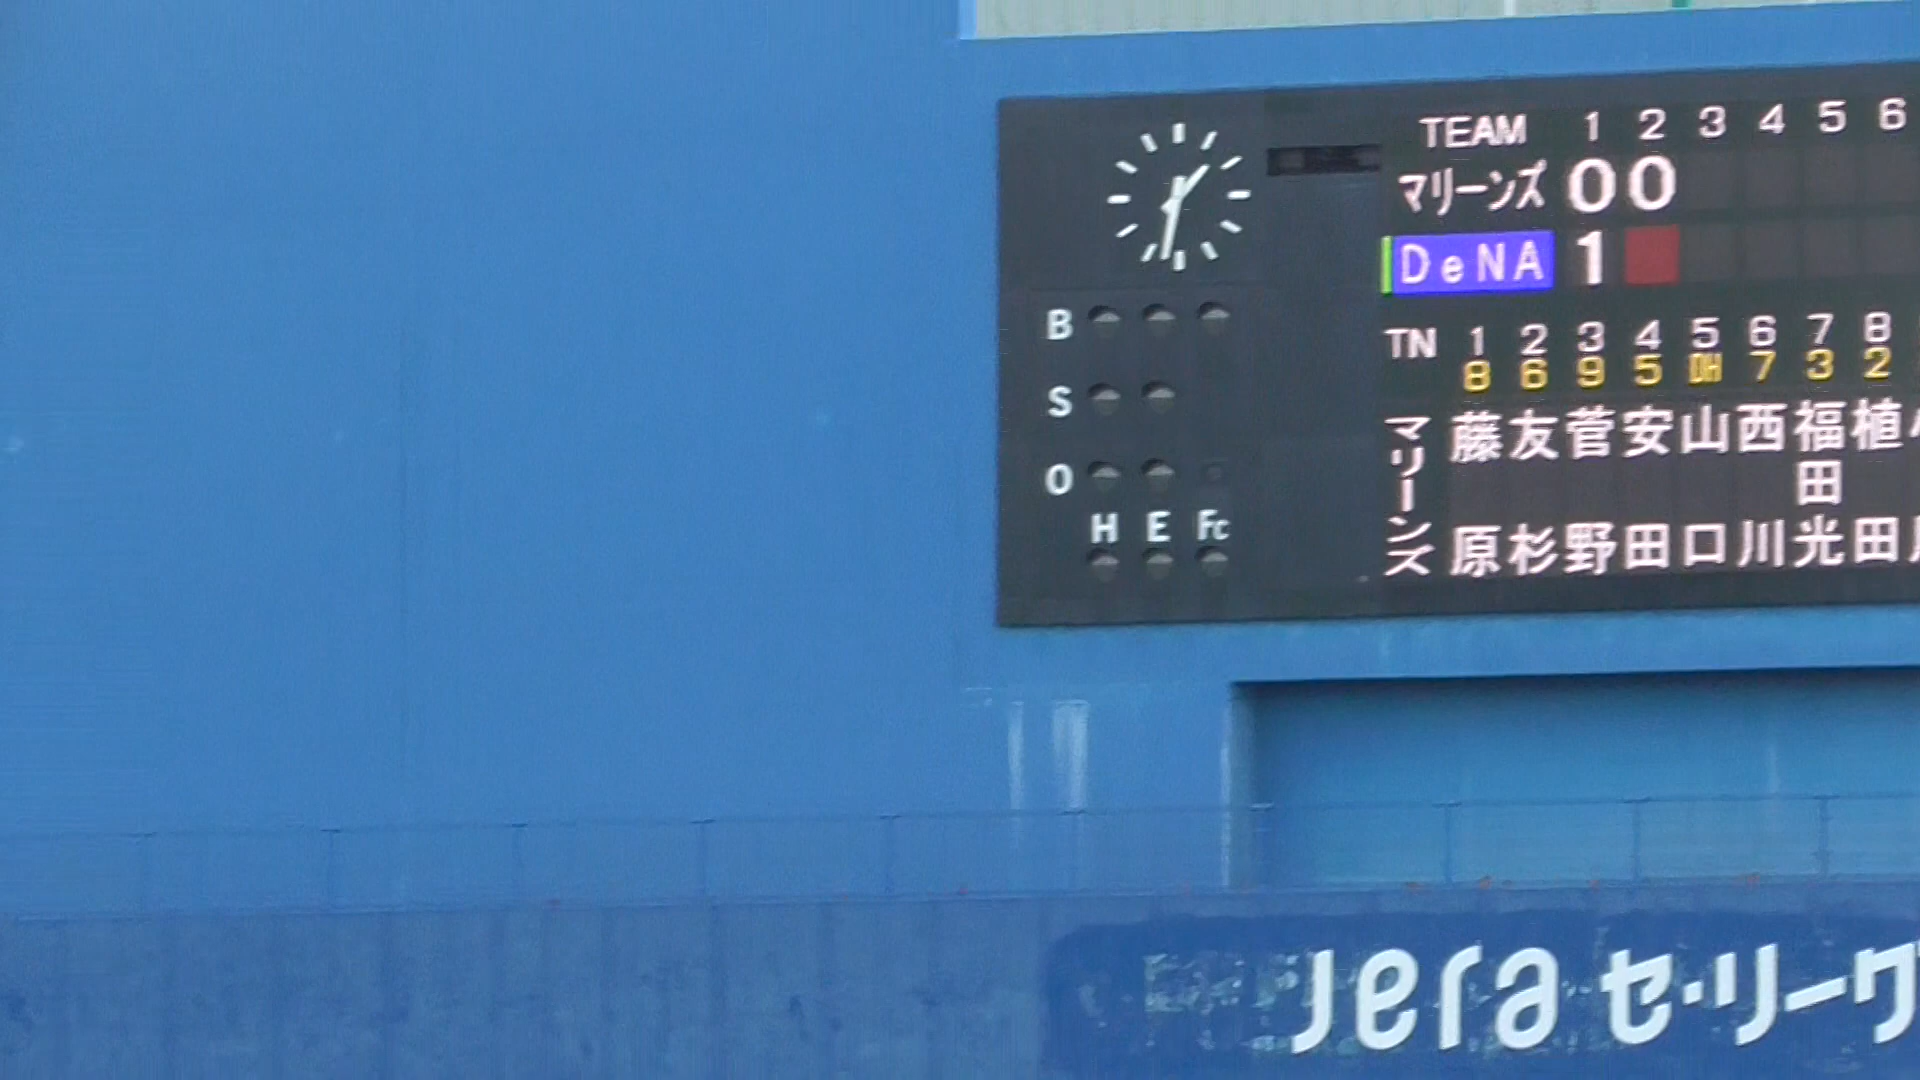 TEAM 1 2 3 4 5 6
マリーンズ 0 0
DeNA 1
B
S
O
H E Fc
TN 1 2 3 4 5 6 7 8
8 6 9 5 DH 7 3 2
マリーンズ 藤原 友杉 菅野 安田 山口 西川 福田光 植田
Jera セ・リーグ